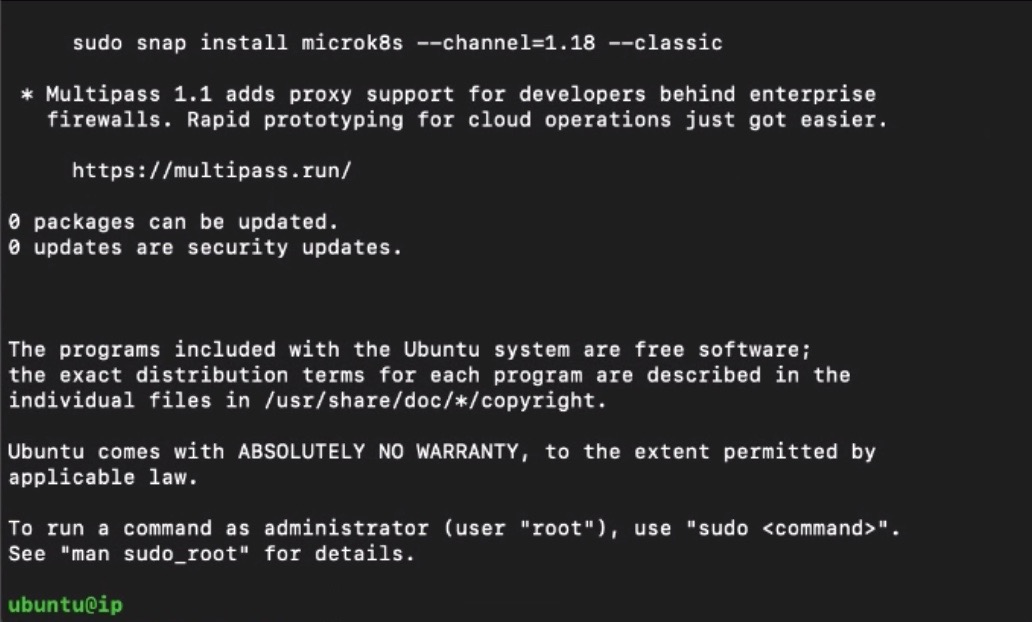 sudo snap install microk8s --channel=1.18 --classic
* Multipass 1.1 adds proxy support for developers behind enterprise
firewalls. Rapid prototyping for cloud operations just got easier.
https://multipass.run/
0 packages can be updated.
0 updates are security updates.
The programs included with the Ubuntu system are free software;
the exact distribution terms for each program are described in the
individual files in /usr/share/doc/*/copyright.
Ubuntu comes with ABSOLUTELY NO WARRANTY, to the extent permitted by
applicable law.
To run a command as administrator (user "root"), use "sudo <command>".
See "man sudo_root" for details.
ubuntu@ip